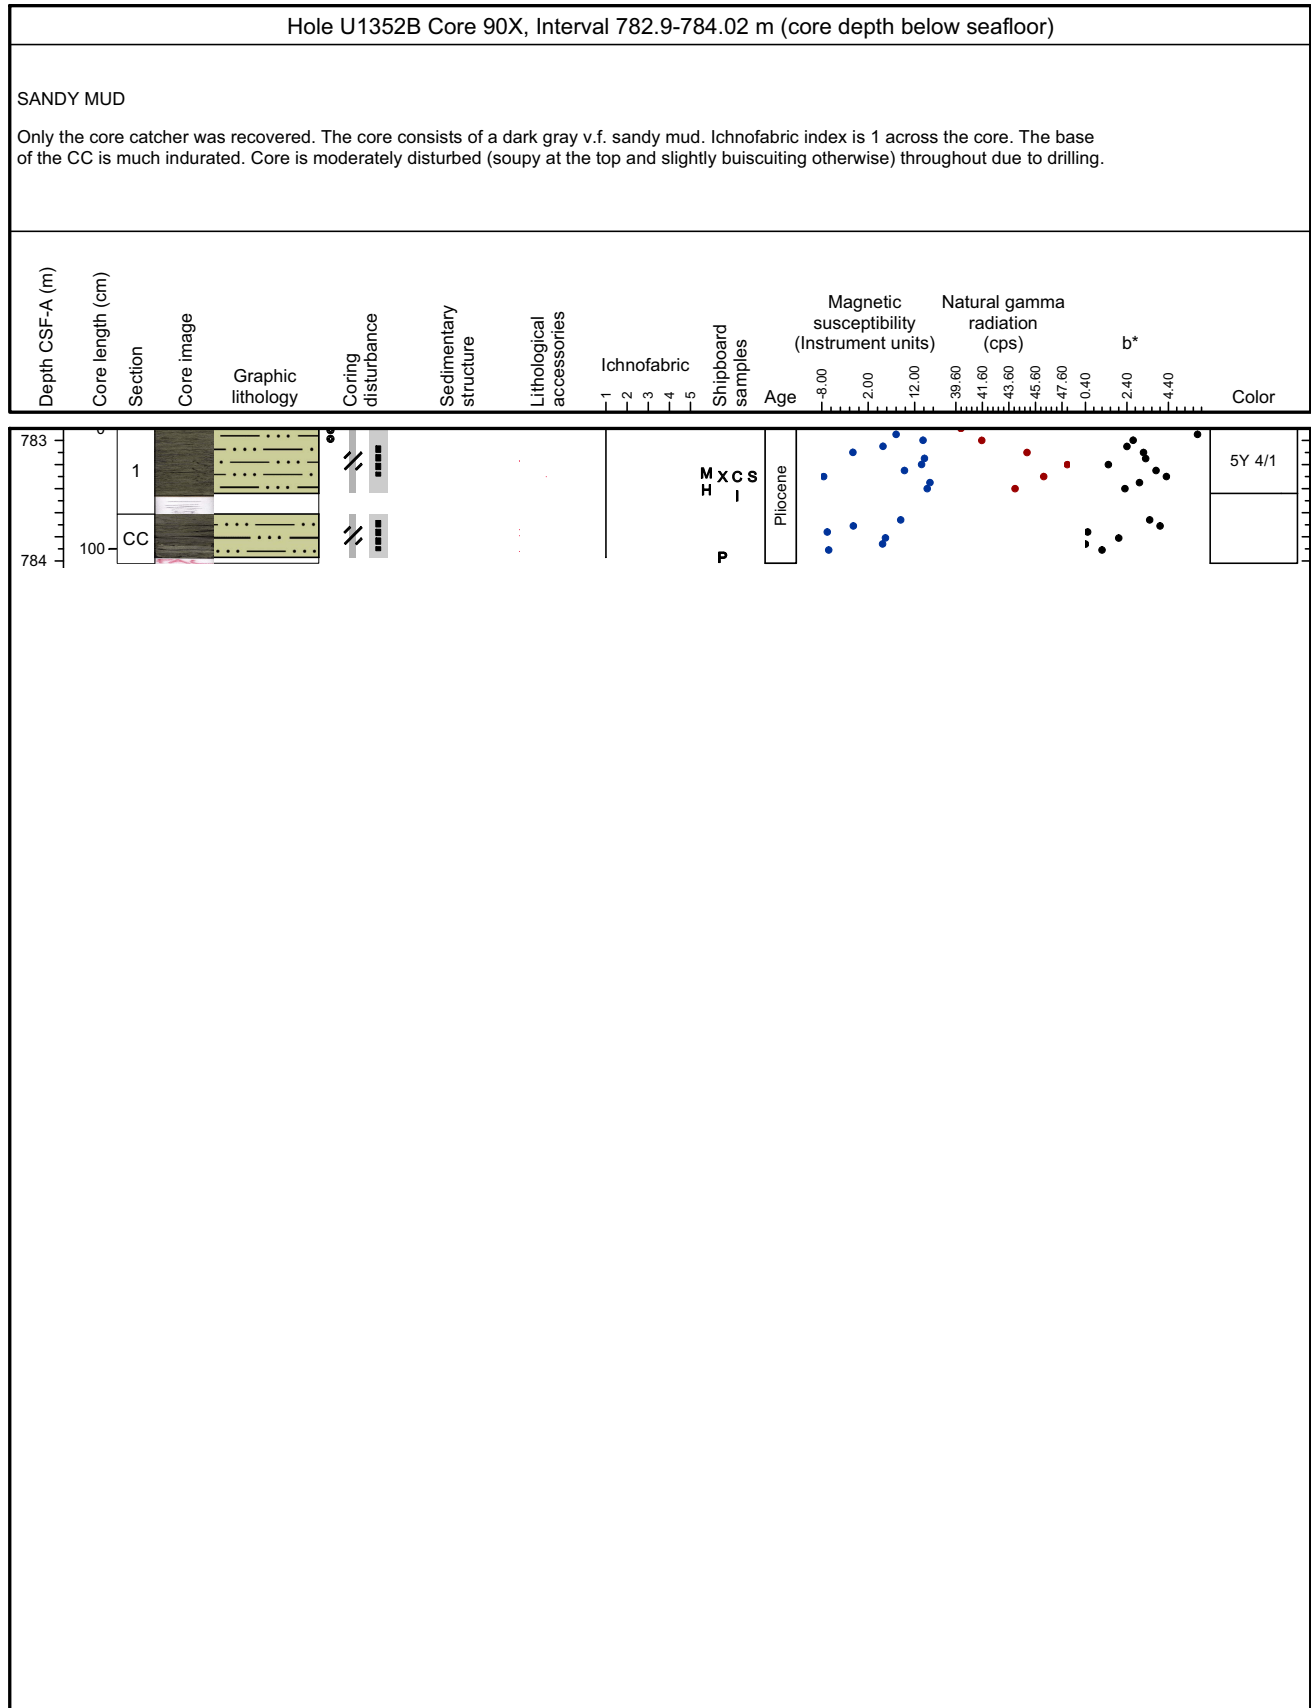 Hole U1352B Core 90X, Interval 782.9-784.02 m (core depth below seafloor)
SANDY MUD
Only the core catcher was recovered. The core consists of a dark gray v.f. sandy mud. Ichnofabric index is 1 across the core. The base
of the CC is much indurated. Core is moderately disturbed (soupy at the top and slightly buiscuiting otherwise) throughout due to drilling.
Depth CSF-A (m)
Core length (cm)
Section
Core image
Graphic
lithology
Coring
disturbance
Sedimentary
structure
Lithological
accessories
Ichnofabric
1 2 3 4 5
Shipboard
samples
Age
Magnetic
susceptibility
(Instrument units)
-8.00 2.00 12.00
Natural gamma
radiation
(cps)
39.60 41.60 43.60 45.60 47.60
b*
0.40 2.40 4.40
Color
783
784
0
100
1
CC
M X C S
H I
P
Pliocene
5Y 4/1